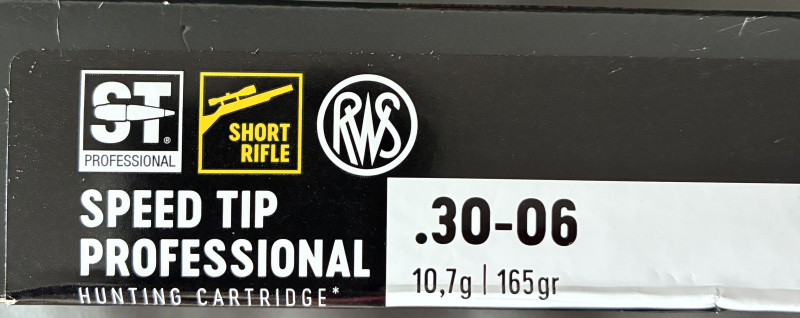 ST®
PROFESSIONAL
SHORT
RIFLE
RWS
SPEED TIP
PROFESSIONAL
HUNTING CARTRIDGE*
.30-06
10,7g | 165gr